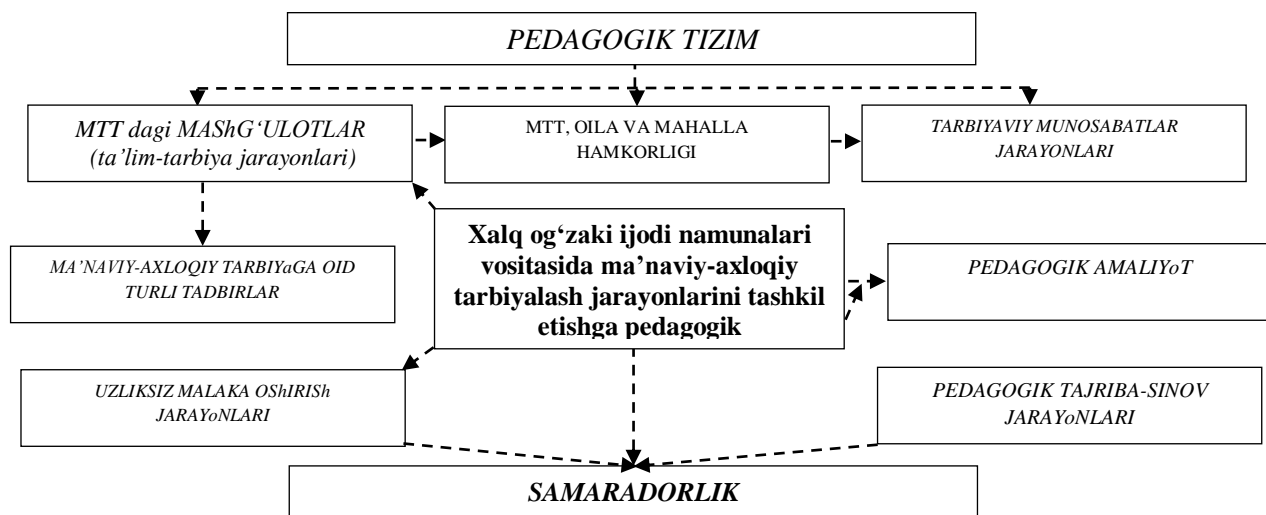 PEDAGOGIK TIZIM
MTT dagi MAShG‘ULOTLAR
(ta’lim-tarbiya jarayonlari)
MTT, OILA VA MAHALLA
HAMKORLIGI
TARBIYAVIY MUNOSABATLAR
JARAYONLARI
Xalq og‘zaki ijodi namunalari
vositasida ma’naviy-axloqiy
tarbiyalash jarayonlarini tashkil
etishga pedagogik
MA’NAVIY-AXLOQIY TARBIYaGA OID
TURLI TADBIRLAR
PEDAGOGIK AMALIYoT
UZLIKSIZ MALAKA OShIRISh
JARAYoNLARI
PEDAGOGIK TAJRIBA-SINOV
JARAYoNLARI
SAMARADORLIK